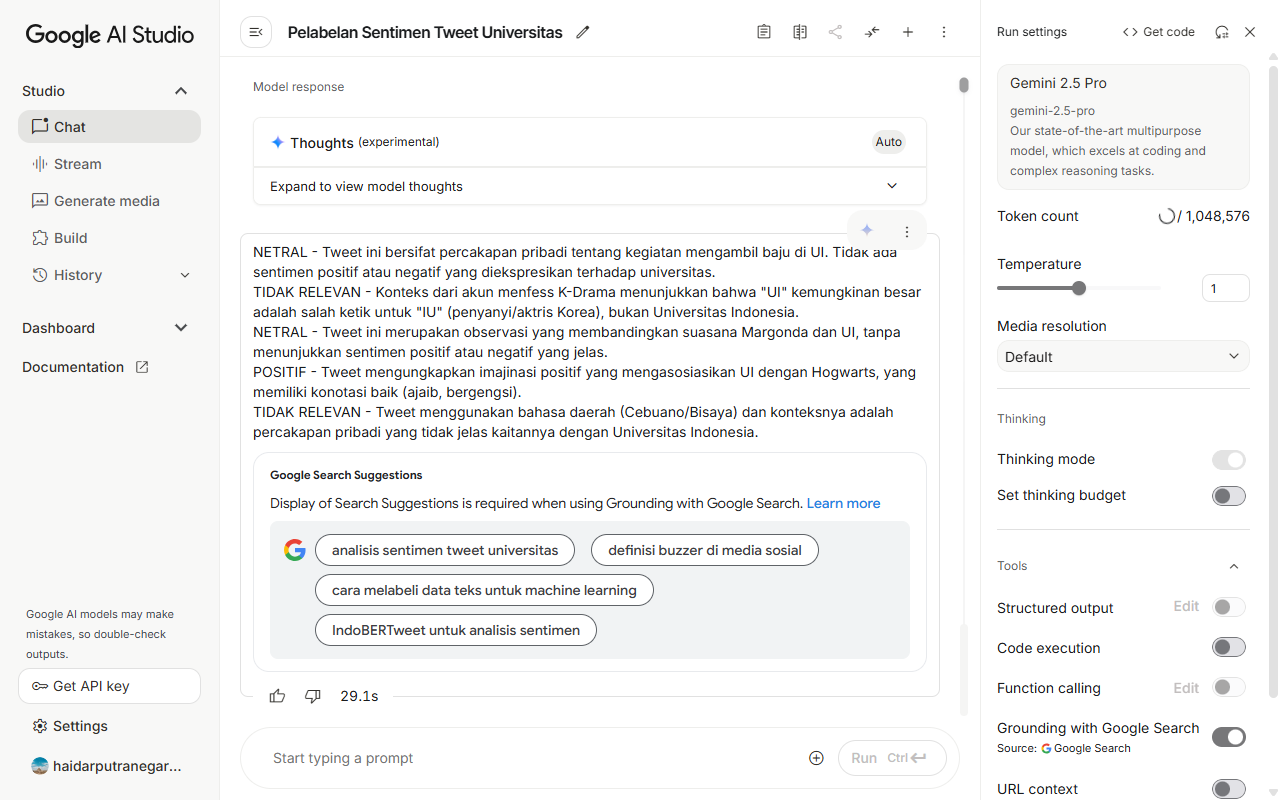 Google AI Studio
Studio
Chat
Stream
Generate media
Build
History
Dashboard
Documentation
Google AI models may make
mistakes, so double-check
outputs.
Get API key
Settings
haidarputranegar...
Pelabelan Sentimen Tweet Universitas
Model response
Thoughts (experimental)
Auto
Expand to view model thoughts
NETRAL - Tweet ini bersifat percakapan pribadi tentang kegiatan mengambil baju di UI. Tidak ada
sentimen positif atau negatif yang diekspresikan terhadap universitas.
TIDAK RELEVAN - Konteks dari akun menfess K-Drama menunjukkan bahwa "UI" kemungkinan besar
adalah salah ketik untuk "IU" (penyanyi/aktris Korea), bukan Universitas Indonesia.
NETRAL - Tweet ini merupakan observasi yang membandingkan suasana Margonda dan UI, tanpa
menunjukkan sentimen positif atau negatif yang jelas.
POSITIF - Tweet mengungkapkan imajinasi positif yang mengasosiasikan UI dengan Hogwarts, yang
memiliki konotasi baik (ajaib, bergengsi).
TIDAK RELEVAN - Tweet menggunakan bahasa daerah (Cebuano/Bisaya) dan konteksnya adalah
percakapan pribadi yang tidak jelas kaitannya dengan Universitas Indonesia.
Google Search Suggestions
Display of Search Suggestions is required when using Grounding with Google Search. Learn more
analisis sentimen tweet universitas
definisi buzzer di media sosial
cara melabeli data teks untuk machine learning
IndoBERTweet untuk analisis sentimen
29.1s
Start typing a prompt
Run Ctrl
Run settings
Get code
Gemini 2.5 Pro
gemini-2.5-pro
Our state-of-the-art multipurpose
model, which excels at coding and
complex reasoning tasks.
Token count
/ 1,048,576
Temperature
1
Media resolution
Default
Thinking
Thinking mode
Set thinking budget
Tools
Structured output
Edit
Code execution
Function calling
Edit
Grounding with Google Search
Source: Google Search
URL context